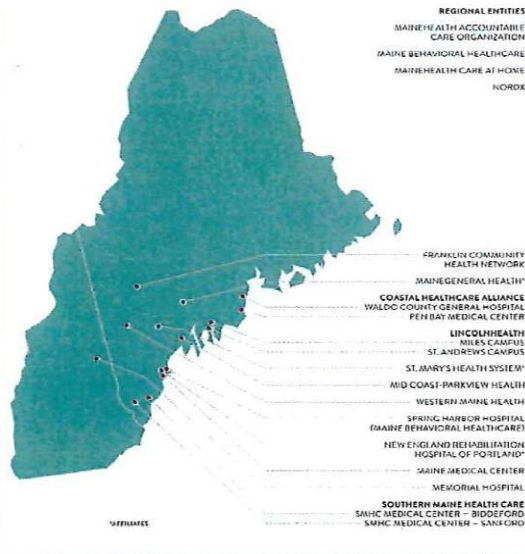 REGIONAL ENTITIES
MAINEHEALTH ACCOUNTABLE
CARE ORGANIZATION
MAINE BEHAVIORAL HEALTHCARE
MAINEHEALTH CARE AT HOME
NORDX
FRANKLIN COMMUNITY
HEALTH NETWORK
MAINEGENERAL HEALTH*
COASTAL HEALTHCARE ALLIANCE
WALDO COUNTY GENERAL HOSPITAL
PEN BAY MEDICAL CENTER
LINCOLNHEALTH
MILES CAMPUS
ST. ANDREWS CAMPUS
ST. MARY'S HEALTH SYSTEM*
MID COAST-PARKVIEW HEALTH
WESTERN MAINE HEALTH
SPRING HARBOR HOSPITAL
(MAINE BEHAVIORAL HEALTHCARE)
NEW ENGLAND REHABILITATION
HOSPITAL OF PORTLAND*
MAINE MEDICAL CENTER
MEMORIAL HOSPITAL
SOUTHERN MAINE HEALTH CARE
SMHC MEDICAL CENTER – BIDDEFORD
SMHC MEDICAL CENTER – SANFORD
*AFFILIATES